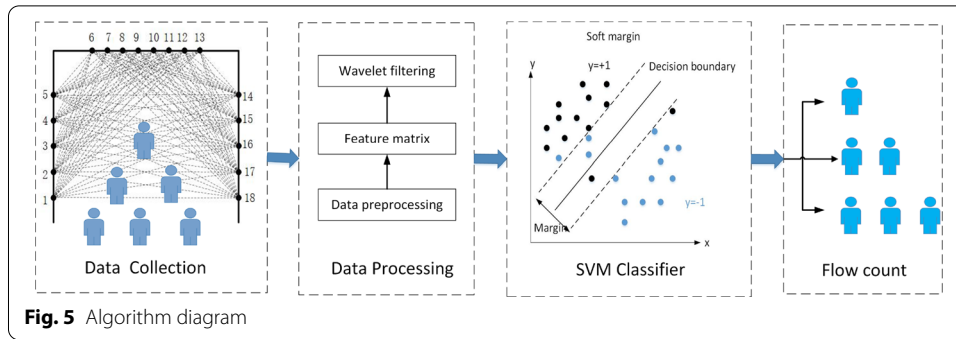 6 7 8 9 10 11 12 13
5
4
3
2
1
14
15
16
17
18
Data Collection
Wavelet filtering
Feature matrix
Data preprocessing
Data Processing
Soft margin
y
y=+1
Decision boundary
y=-1
Margin
x
SVM Classifier
Flow count
Fig. 5 Algorithm diagram